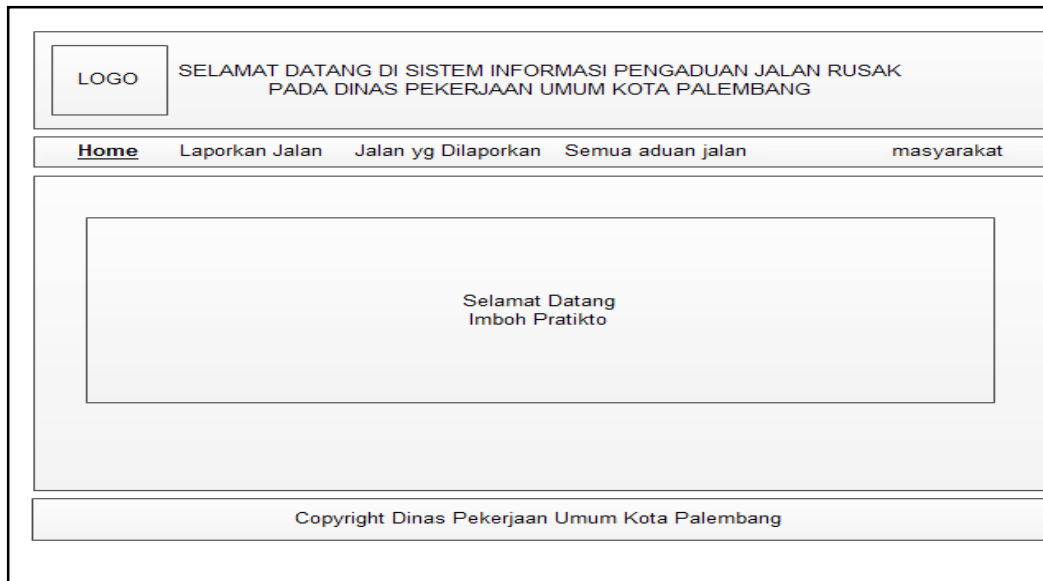 LOGO
SELAMAT DATANG DI SISTEM INFORMASI PENGADUAN JALAN RUSAK
PADA DINAS PEKERJAAN UMUM KOTA PALEMBANG
Home Laporkan Jalan Jalan yg Dilaporkan Semua aduan jalan masyarakat
Selamat Datang
Imboh Pratikto
Copyright Dinas Pekerjaan Umum Kota Palembang